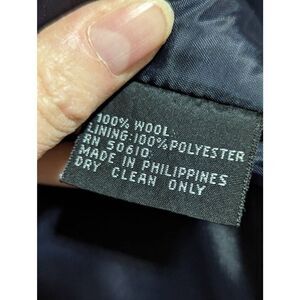 100% WOOL
LINING:100%POLYESTER
RN 50610
MADE IN PHILIPPINES
DRY CLEAN ONLY